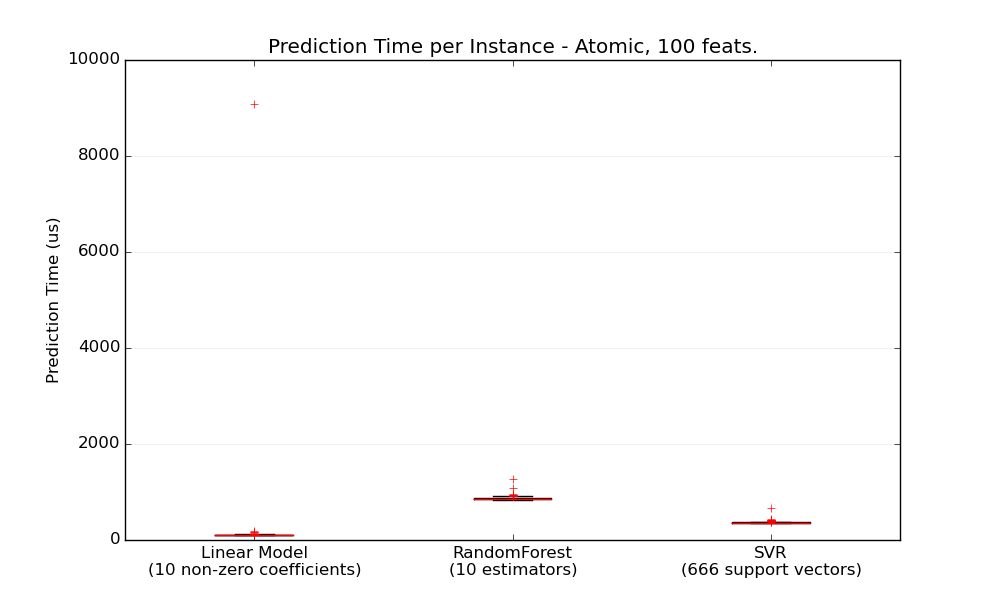 Prediction Time per Instance - Atomic, 100 feats.
10000
8000
6000
4000
2000
0
Prediction Time (us)
Linear Model
(10 non-zero coefficients)
RandomForest
(10 estimators)
SVR
(666 support vectors)